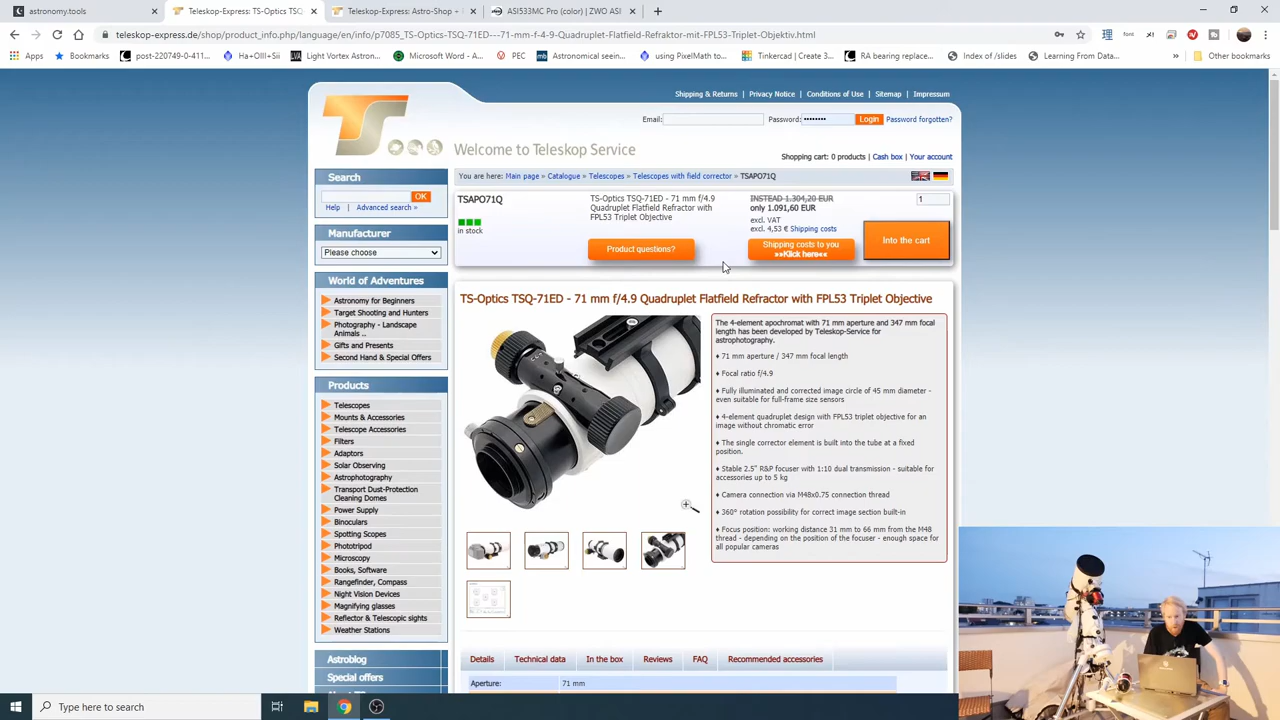 astronomy.tools
Teleskop-Express: TS-Optics TSQ
Teleskop-Express: Astro-Shop +
ASI533MC Pro (color) | ZWO ASI
teleskop-express.de/shop/product_info.php/language/en/info/p7085_TS-Optics-TSQ-71ED---71-mm-f-4-9-Quadruplet-Flatfield-Refraktor-mit-FPL53-Triplet-Objektiv.html
Apps
Bookmarks
post-220749-0-411...
Ha+OIII+Sii
Light Vortex Astron...
Microsoft Word - A...
PEC
Astronomical seein...
using PixelMath to...
Tinkercad | Create 3...
RA bearing replace...
Index of /slides
Learning From Data...
»
Other bookmarks
Shipping & Returns | Privacy Notice | Conditions of Use | Sitemap | Impressum
Email:
Password:
••••••••
Login
Password forgotten?
TS
Welcome to Teleskop Service
Shopping cart: 0 products | Cash box / Your account
You are here: Main page » Catalogue » Telescopes » Telescopes with field corrector » TSAPO71Q
Search
OK
Help | Advanced search »
Manufacturer
Please choose
World of Adventures
Astronomy for Beginners
Target Shooting and Hunters
Photography - Landscape
Animals ..
Gifts and Presents
Second Hand & Special Offers
Products
Telescopes
Mounts & Accessories
Telescope Accessories
Filters
Adaptors
Solar Observing
Astrophotography
Transport Dust-Protection
Cleaning Domes
Power Supply
Binoculars
Spotting Scopes
Phototripod
Microscopy
Books, Software
Rangefinder, Compass
Night Vision Devices
Magnifying glasses
Reflector & Telescopic sights
Weather Stations
Astroblog
Special offers
TSAPO71Q
in stock
TS-Optics TSQ-71ED - 71 mm f/4.9
Quadruplet Flatfield Refractor with
FPL53 Triplet Objective
Product questions?
INSTEAD 1.304,20 EUR
only 1.091,60 EUR
excl. VAT
excl. 4,53 € Shipping costs
Shipping costs to you
»»Klick here««
1
Into the cart
TS-Optics TSQ-71ED - 71 mm f/4.9 Quadruplet Flatfield Refractor with FPL53 Triplet Objective
The 4-element apochromat with 71 mm aperture and 347 mm focal
length has been developed by Teleskop-Service for
astrophotography.
♦ 71 mm aperture / 347 mm focal length
♦ Focal ratio f/4.9
♦ Fully illuminated and corrected image circle of 45 mm diameter -
even suitable for full-frame size sensors
♦ 4-element quadruplet design with FPL53 triplet objective for an
image without chromatic error
♦ The single corrector element is built into the tube at a fixed
position.
♦ Stable 2.5" R&P focuser with 1:10 dual transmission - suitable for
accessories up to 5 kg
♦ Camera connection via M48x0.75 connection thread
♦ 360° rotation possibility for correct image section built-in
♦ Focus position: working distance 31 mm to 66 mm from the M48
thread - depending on the position of the focuser - enough space for
all popular cameras
Details
Technical data
In the box
Reviews
FAQ
Recommended accessories
Aperture:
71 mm
Type here to search